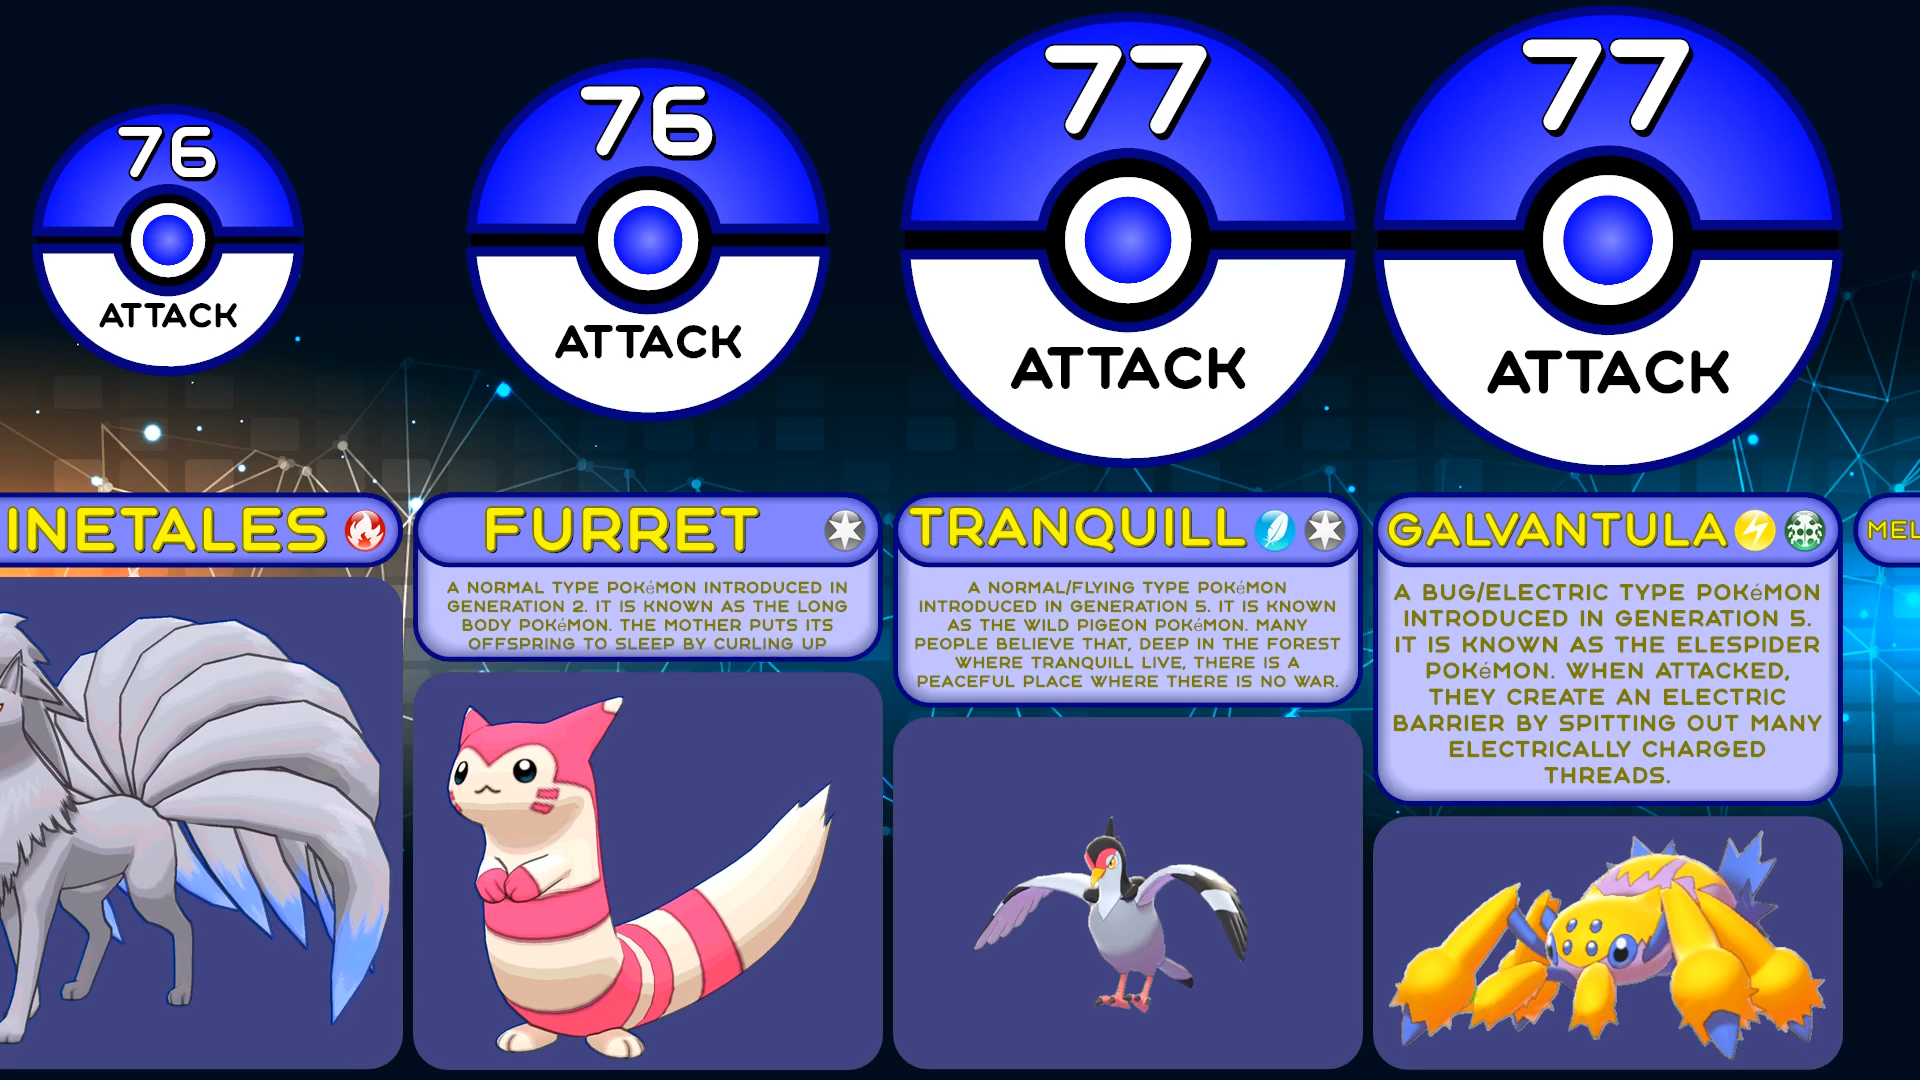 76
ATTACK
76
ATTACK
77
ATTACK
77
ATTACK
INETALES
FURRET
A NORMAL TYPE POKéMON INTRODUCED IN
GENERATION 2. IT IS KNOWN AS THE LONG
BODY POKéMON. THE MOTHER PUTS ITS
OFFSPRING TO SLEEP BY CURLING UP
TRANQUILL
A NORMAL/FLYING TYPE POKéMON
INTRODUCED IN GENERATION 5. IT IS KNOWN
AS THE WILD PIGEON POKéMON. MANY
PEOPLE BELIEVE THAT, DEEP IN THE FOREST
WHERE TRANQUILL LIVE, THERE IS A
PEACEFUL PLACE WHERE THERE IS NO WAR.
GALVANTULA
A BUG/ELECTRIC TYPE POKéMON
INTRODUCED IN GENERATION 5.
IT IS KNOWN AS THE ELESPIDER
POKéMON. WHEN ATTACKED,
THEY CREATE AN ELECTRIC
BARRIER BY SPITTING OUT MANY
ELECTRICALLY CHARGED
THREADS.
MEL